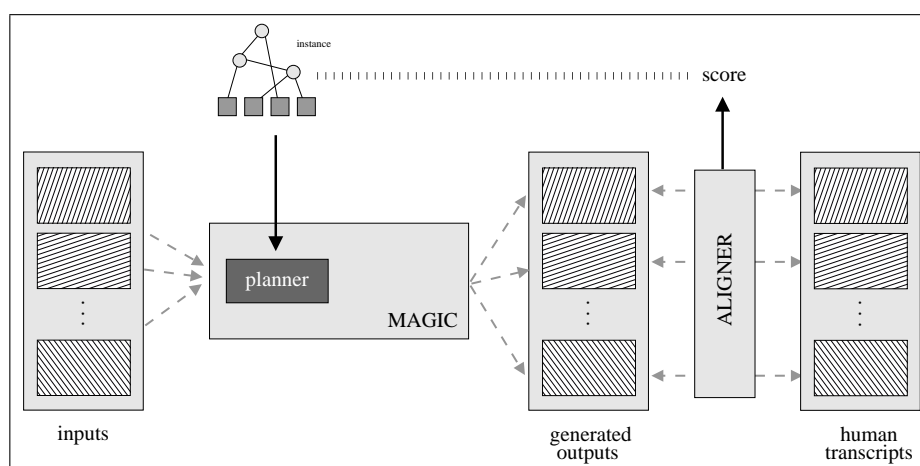 instance
score
planner
MAGIC
ALIGNER
inputs
generated
outputs
human
transcripts